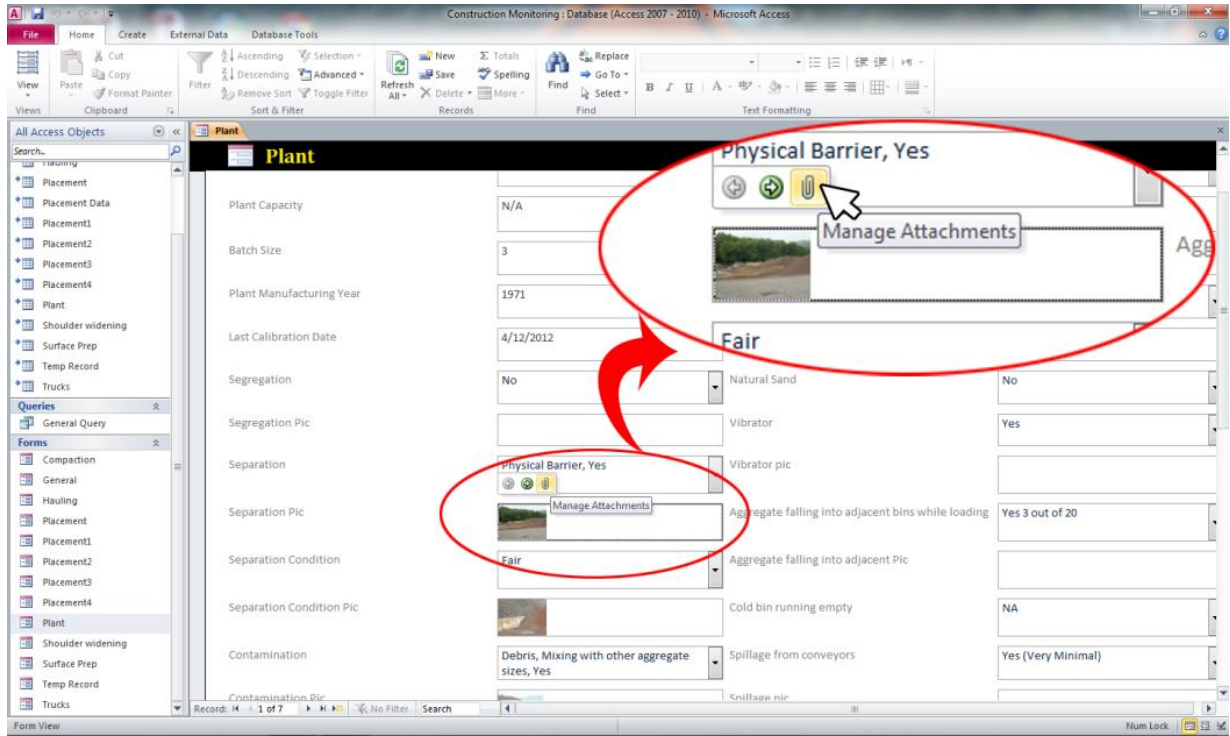 Construction Monitoring : Database (Access 2007 - 2010) - Microsoft Access
File Home Create External Data Database Tools
View
Paste
Cut
Copy
Format Painter
Filter
Ascending
Descending
Remove Sort
Selection
Advanced
Toggle Filter
Refresh All
New
Save
Delete
Totals
Spelling
More
Find
Replace
Go To
Select
B I U A
Views Clipboard Sort & Filter Records Find Text Formatting
All Access Objects
Search..
Hauling
Placement
Placement Data
Placement1
Placement2
Placement3
Placement4
Plant
Shoulder widening
Surface Prep
Temp Record
Trucks
Queries
General Query
Forms
Compaction
General
Hauling
Placement
Placement1
Placement2
Placement3
Placement4
Plant
Shoulder widening
Surface Prep
Temp Record
Trucks
Plant
Plant
Plant Capacity N/A
Batch Size 3
Plant Manufacturing Year 1971
Last Calibration Date 4/12/2012
Segregation No
Segregation Pic
Separation Physical Barrier, Yes
Manage Attachments
Separation Pic
Separation Condition Fair
Separation Condition Pic
Contamination Debris, Mixing with other aggregate
sizes, Yes
Contamination Pic
Physical Barrier, Yes
Manage Attachments
Agg
Fair
Natural Sand No
Vibrator Yes
Vibrator pic
Aggregate falling into adjacent bins while loading Yes 3 out of 20
Aggregate falling into adjacent Pic
Cold bin running empty NA
Spillage from conveyors Yes (Very Minimal)
Spillage pic
Record: 1 of 7 No Filter Search
Form View Num Lock